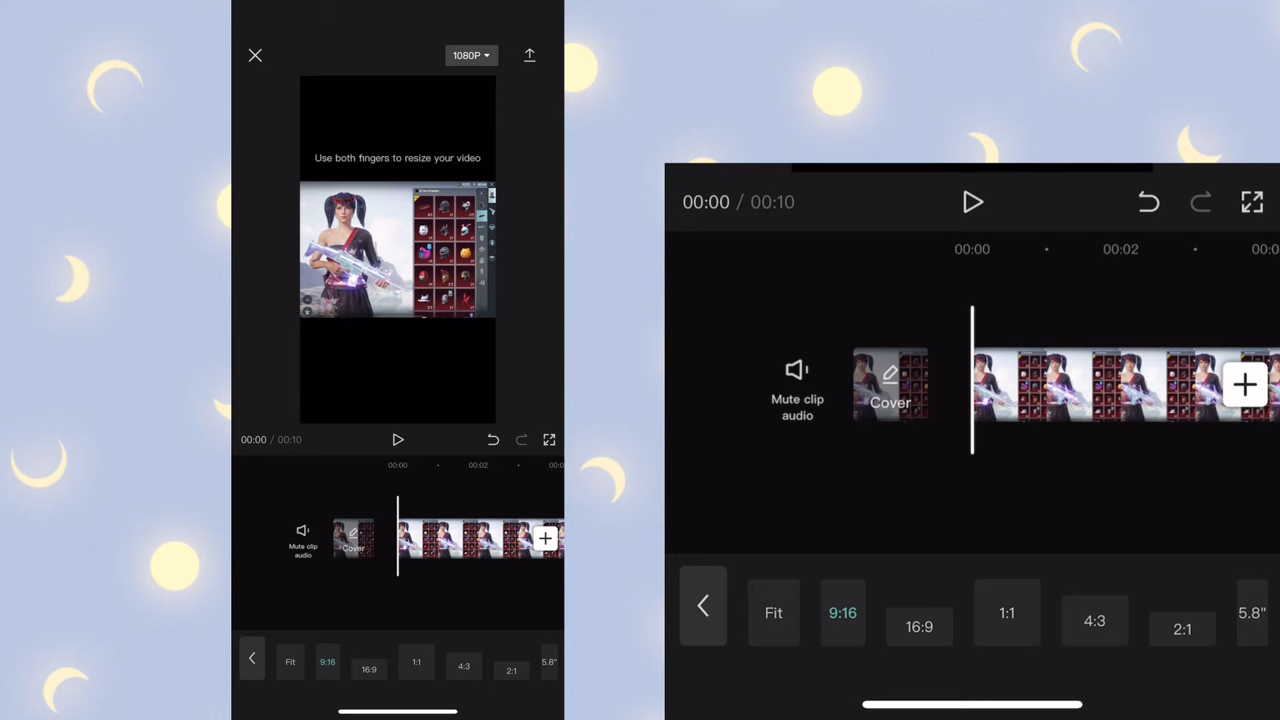 1080P
Use both fingers to resize your video
00:00 / 00:10
00:00
00:02
Mute clip
audio
Cover
Fit
9:16
16:9
1:1
4:3
2:1
5.8"
00:00 / 00:10
00:00
00:02
Mute clip
audio
Cover
Fit
9:16
16:9
1:1
4:3
2:1
5.8"